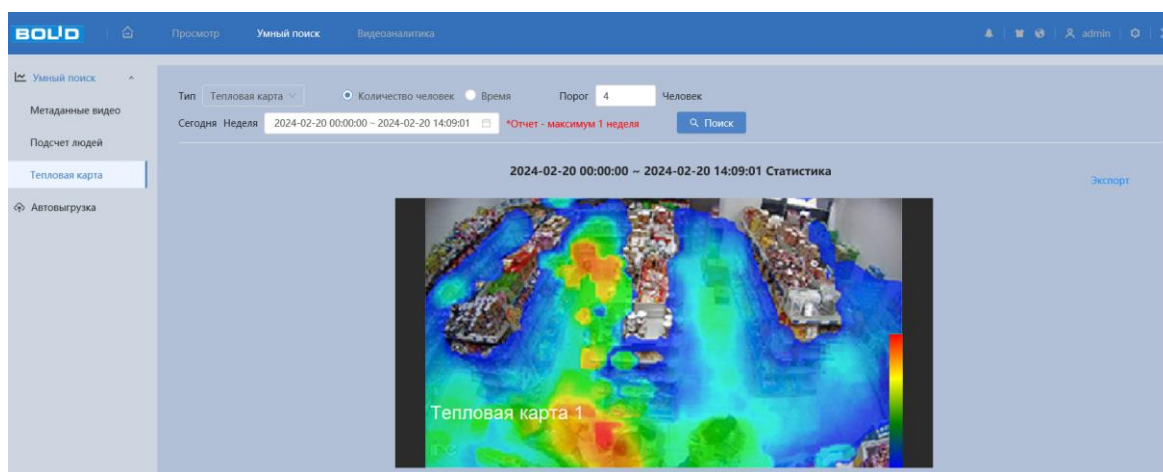 BOLID Просмотр Умный поиск Видеоаналитика admin
Умный поиск
Метаданные видео
Подсчет людей
Тепловая карта
Автовыгрузка
Тип Тепловая карта Количество человек Время Порог 4 Человек
Сегодня Неделя 2024-02-20 00:00:00 ~ 2024-02-20 14:09:01 *Отчет - максимум 1 неделя Поиск
2024-02-20 00:00:00 ~ 2024-02-20 14:09:01 Статистика
Экспорт
Тепловая карта 1